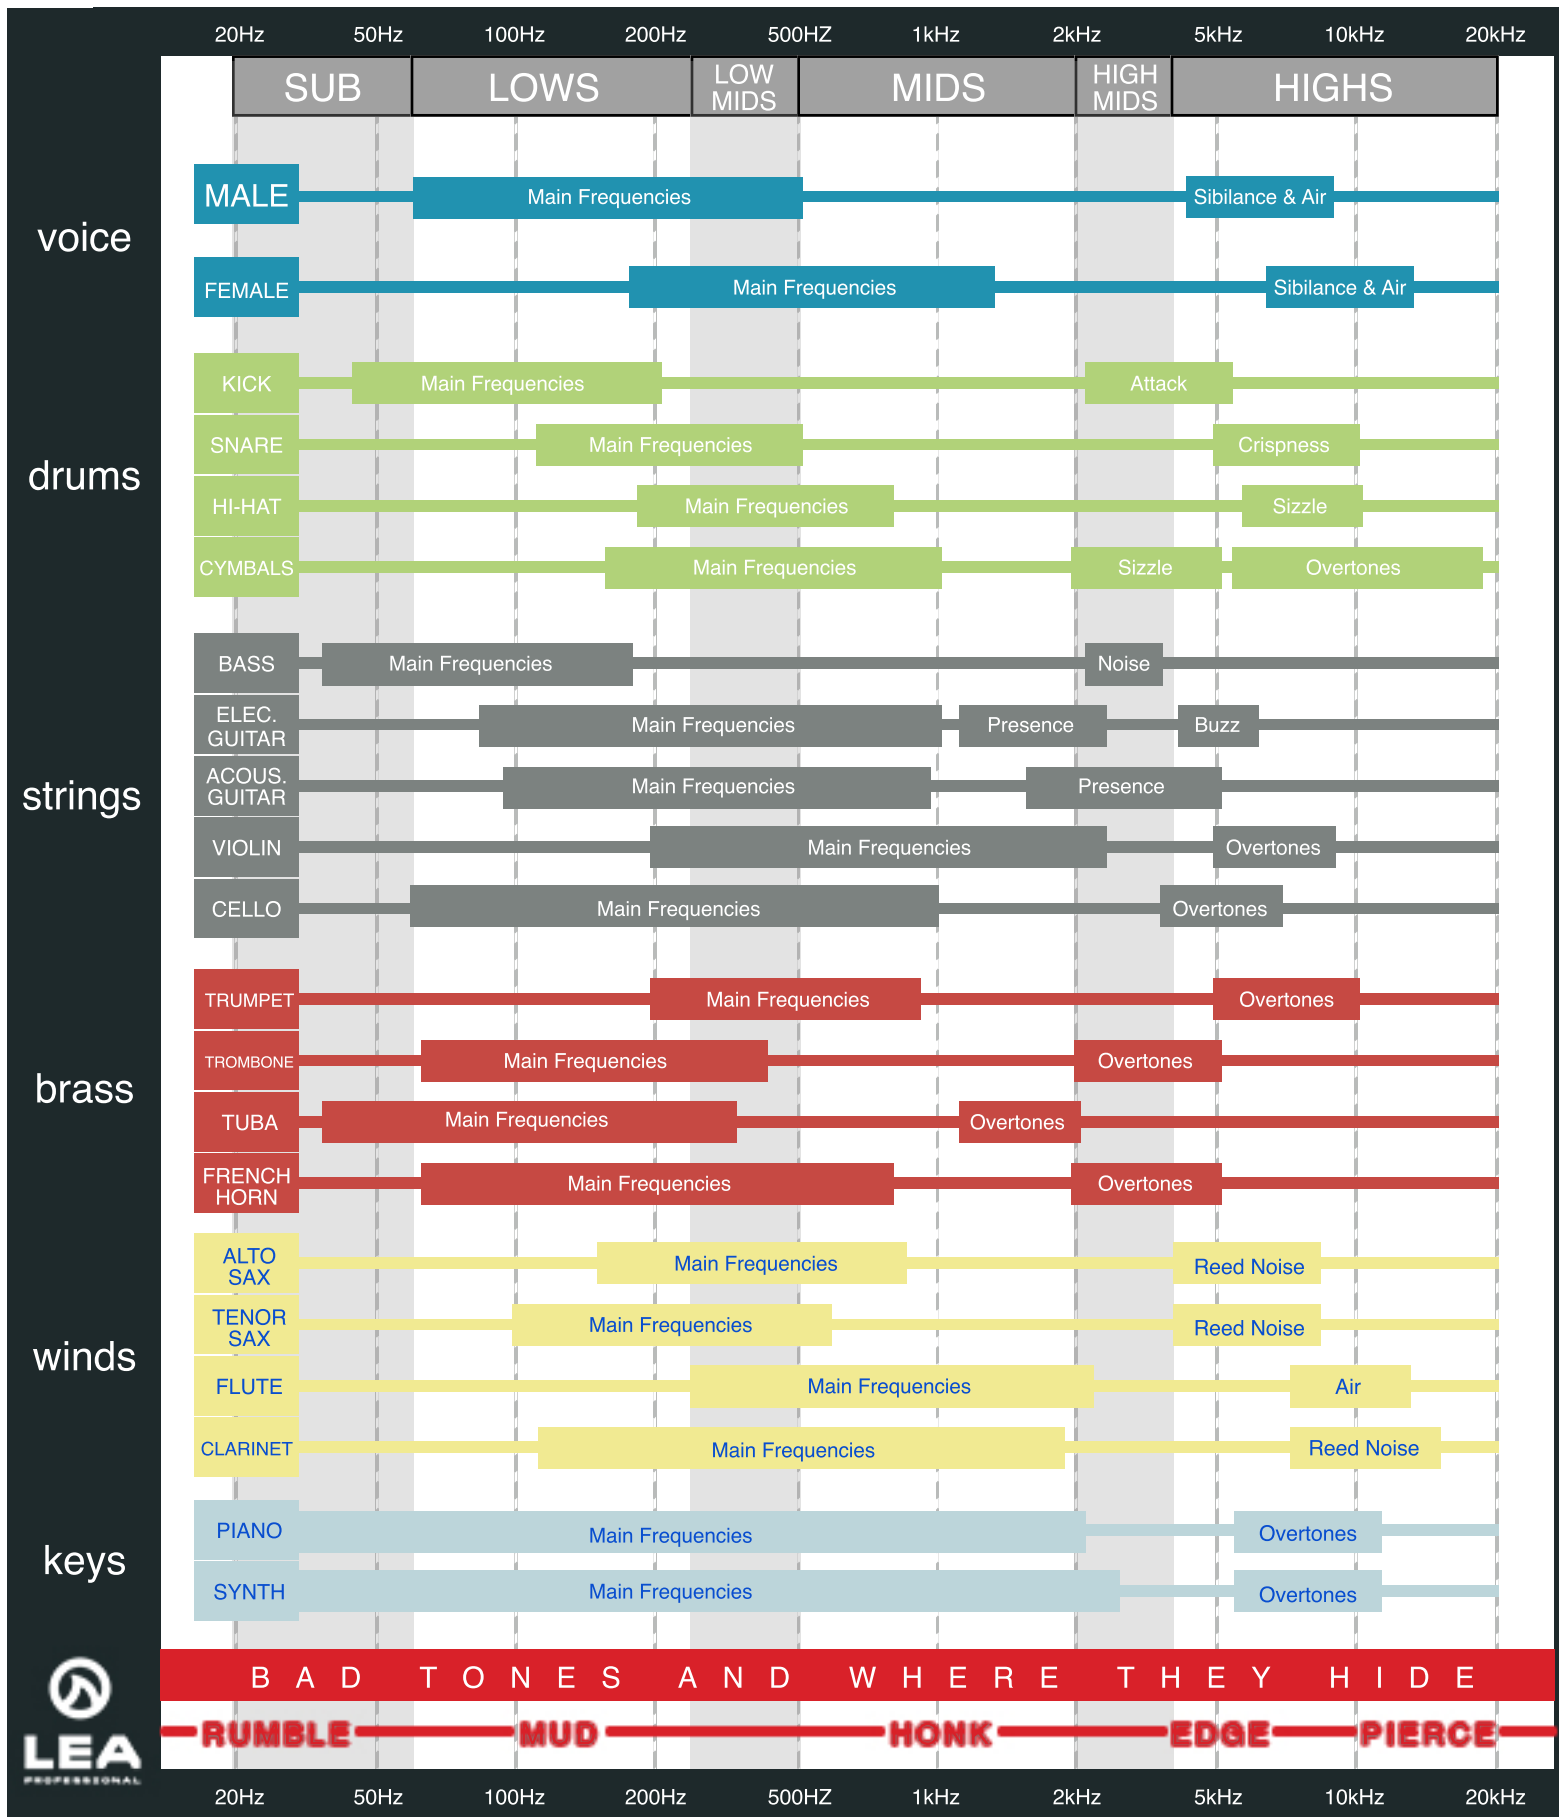 20Hz 50Hz 100Hz 200Hz 500HZ 1kHz 2kHz 5kHz 10kHz 20kHz
SUB LOWS LOW MIDS MIDS HIGH MIDS HIGHS
voice
MALE Main Frequencies Sibilance & Air
FEMALE Main Frequencies Sibilance & Air
drums
KICK Main Frequencies Attack
SNARE Main Frequencies Crispness
HI-HAT Main Frequencies Sizzle
CYMBALS Main Frequencies Sizzle Overtones
strings
BASS Main Frequencies Noise
ELEC. GUITAR Main Frequencies Presence Buzz
ACOUS. GUITAR Main Frequencies Presence
VIOLIN Main Frequencies Overtones
CELLO Main Frequencies Overtones
brass
TRUMPET Main Frequencies Overtones
TROMBONE Main Frequencies Overtones
TUBA Main Frequencies Overtones
FRENCH HORN Main Frequencies Overtones
winds
ALTO SAX Main Frequencies Reed Noise
TENOR SAX Main Frequencies Reed Noise
FLUTE Main Frequencies Air
CLARINET Main Frequencies Reed Noise
keys
PIANO Main Frequencies Overtones
SYNTH Main Frequencies Overtones
BAD TONES AND WHERE THEY HIDE
RUMBLE MUD HONK EDGE PIERCE
LEA
PROFESSIONAL
20Hz 50Hz 100Hz 200Hz 500HZ 1kHz 2kHz 5kHz 10kHz 20kHz